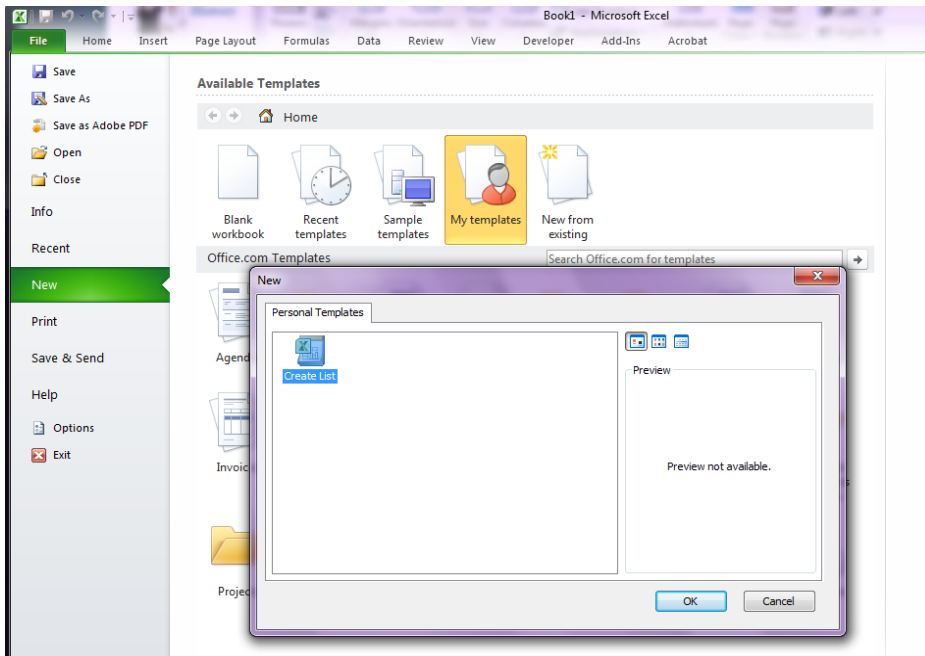 Book1 - Microsoft Excel
File Home Insert Page Layout Formulas Data Review View Developer Add-Ins Acrobat
Save
Save As
Save as Adobe PDF
Open
Close
Info
Recent
New
Print
Save & Send
Help
Options
Exit
Available Templates
Home
Blank workbook
Recent templates
Sample templates
My templates
New from existing
Office.com Templates
Search Office.com for templates
Agend
Invoic
Projec
New
Personal Templates
Create List
Preview
Preview not available.
OK Cancel